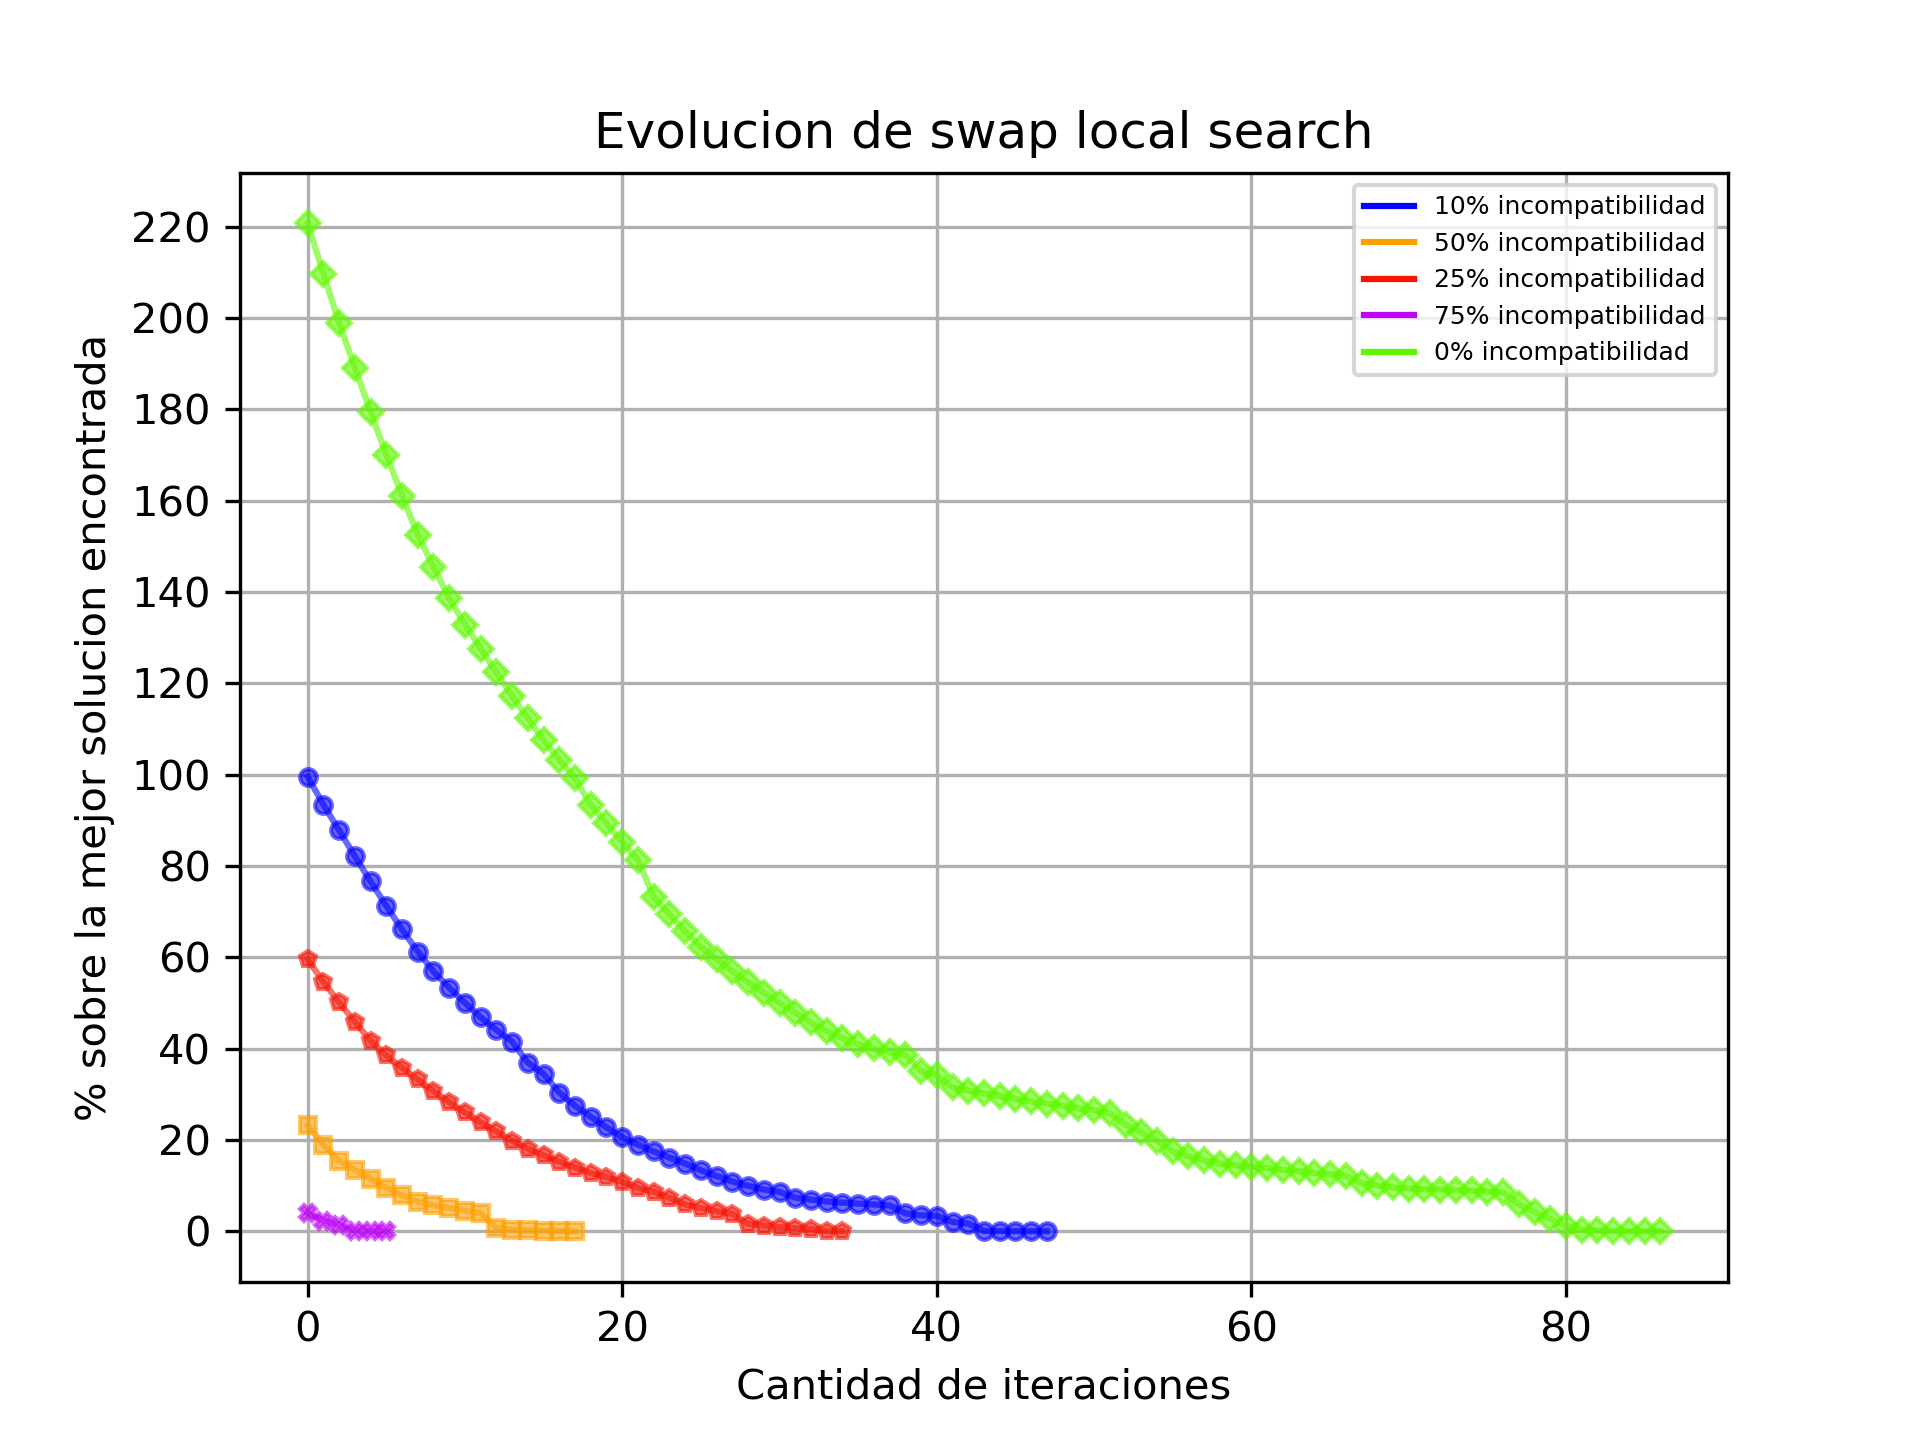 Evolucion de swap local search
% sobre la mejor solucion encontrada
220
200
180
160
140
120
100
80
60
40
20
0
10% incompatibilidad
50% incompatibilidad
25% incompatibilidad
75% incompatibilidad
0% incompatibilidad
0 20 40 60 80
Cantidad de iteraciones